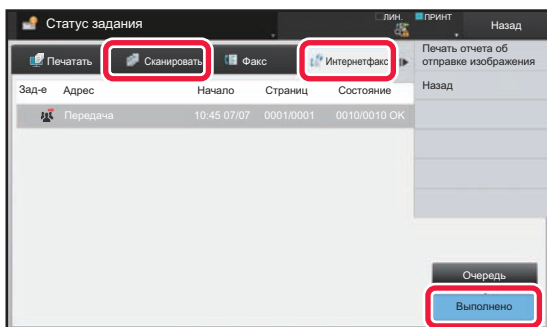 Статус задания
ЛИН.
ПРИНТ
Назад
Печатать
Сканировать
Факс
Интернетфакс
Печать отчета об
отправке изображения
Назад
Зад-е Адрес Начало Страниц Состояние
Передача 10:45 07/07 0001/0001 0010/0010 OK
Очередь
Выполнено